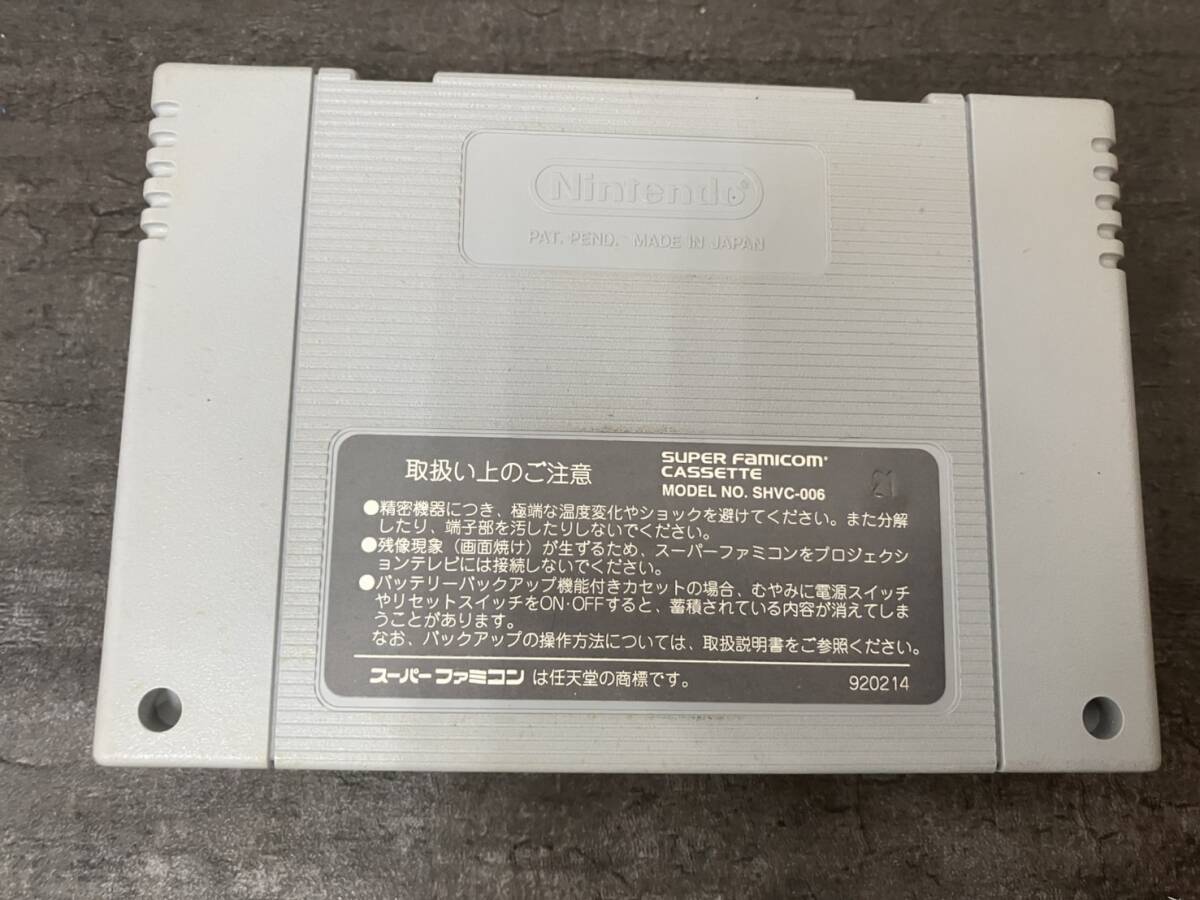 Nintendo®
PAT. PEND. MADE IN JAPAN
取扱い上のご注意
SUPER FAMICOM®
CASSETTE
MODEL NO. SHVC-006
21
●精密機器につき、極端な温度変化やショックを避けてください。また分解
したり、端子部を汚したりしないでください。
●残像現象（画面焼け）が生ずるため、スーパーファミコンをプロジェクシ
ョンテレビには接続しないでください。
●バッテリーバックアップ機能付きカセットの場合、むやみに電源スイッチ
やリセットスイッチをON・OFFすると、蓄積されている内容が消えてしま
うことがあります。
なお、バックアップの操作方法については、取扱説明書をご参照ください。
スーパーファミコン は任天堂の商標です。
920214